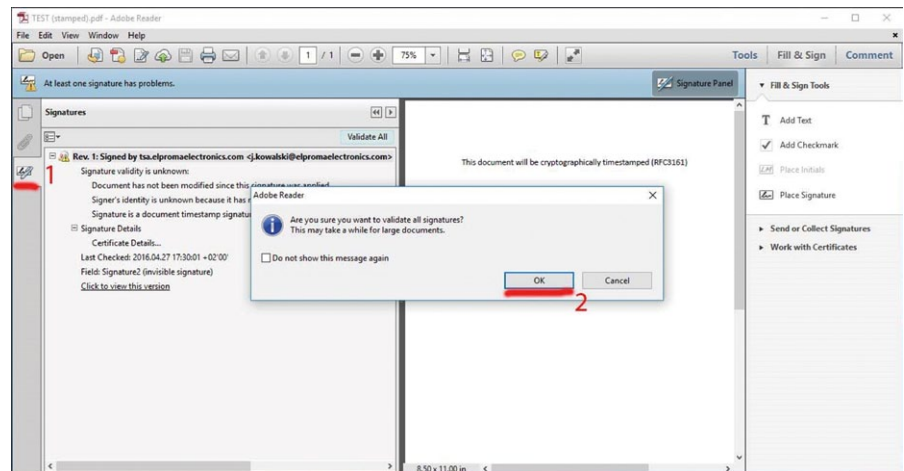 TEST (stamped).pdf - Adobe Reader
File Edit View Window Help
Open 1 / 1 75% Tools Fill & Sign Comment
At least one signature has problems. Signature Panel
Signatures
Validate All
Rev. 1: Signed by tsa.elpromaelectronics.com <j.kowalski@elpromaelectronics.com>
Signature validity is unknown:
Document has not been modified since this signature was applied
Signer's identity is unknown because it has
Signature is a document timestamp signatu
Signature Details
Certificate Details...
Last Checked: 2016.04.27 17:30:01 +02'00'
Field: Signature2 (invisible signature)
Click to view this version
1
This document will be cryptographically timestamped (RFC3161)
Adobe Reader
Are you sure you want to validate all signatures?
This may take a while for large documents.
Do not show this message again
OK Cancel
2
8.50 x 11.00 in
Fill & Sign Tools
Add Text
Add Checkmark
Place Initials
Place Signature
Send or Collect Signatures
Work with Certificates